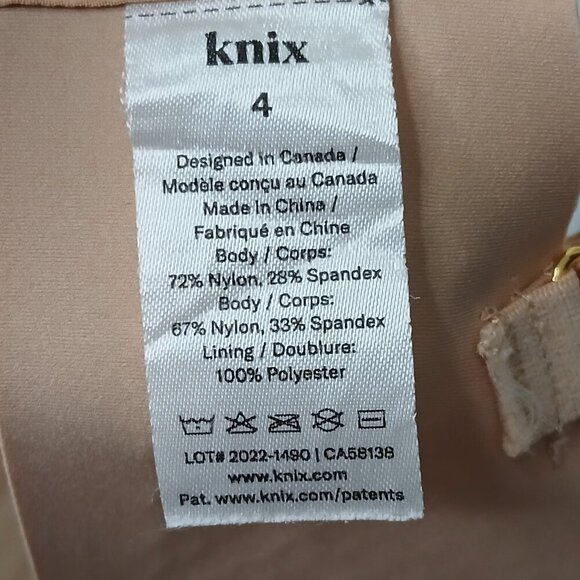 knix
4
Designed in Canada /
Modèle conçu au Canada
Made in China /
Fabriqué en Chine
Body / Corps:
72% Nylon, 28% Spandex
Body / Corps:
67% Nylon, 33% Spandex
Lining / Doublure:
100% Polyester
LOT# 2022-1490 | CA58138
www.knix.com
Pat. www.knix.com/patents